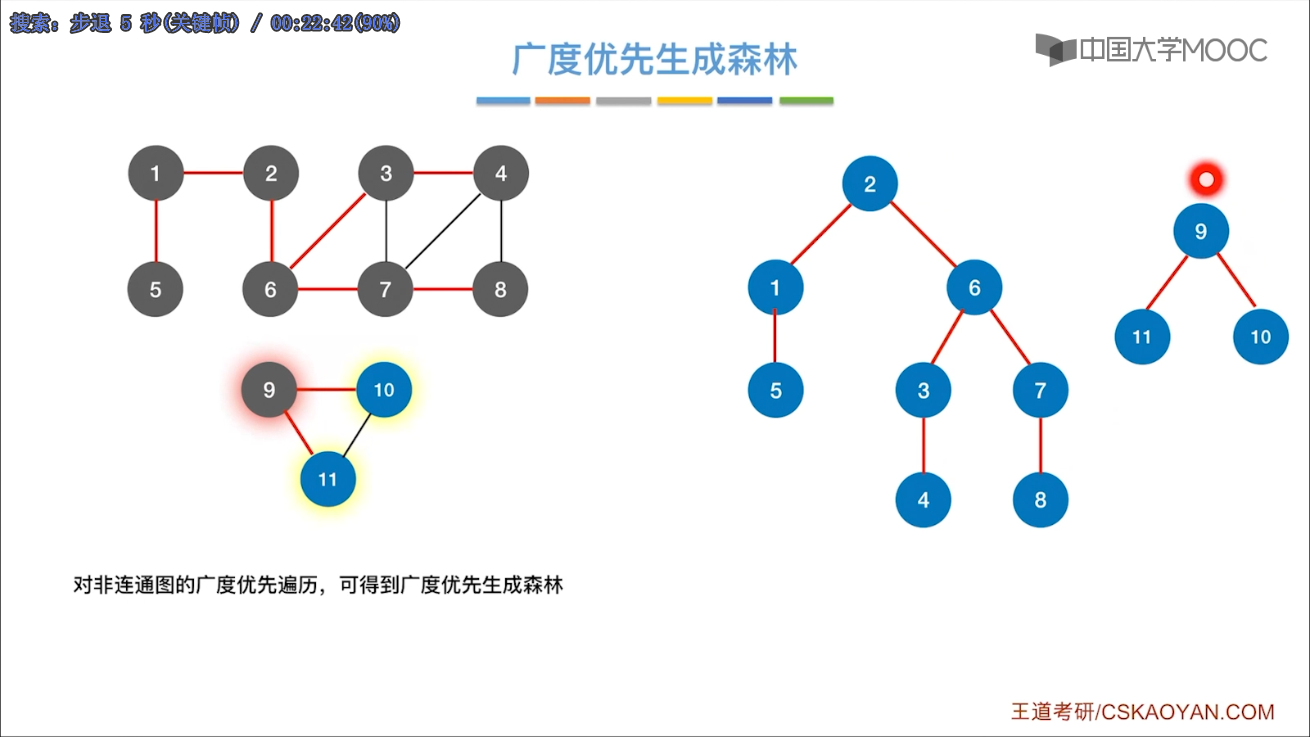 搜索: 步退 5 秒(关键帧) / 00:22:42(90%)
广度优先生成森林
中国大学MOOC
1 2 3 4
5 6 7 8
9 10
11
2
1 6
5 3 7
4 8
9
11 10
对非连通图的广度优先遍历，可得到广度优先生成森林
王道考研/CSKAOYAN.COM